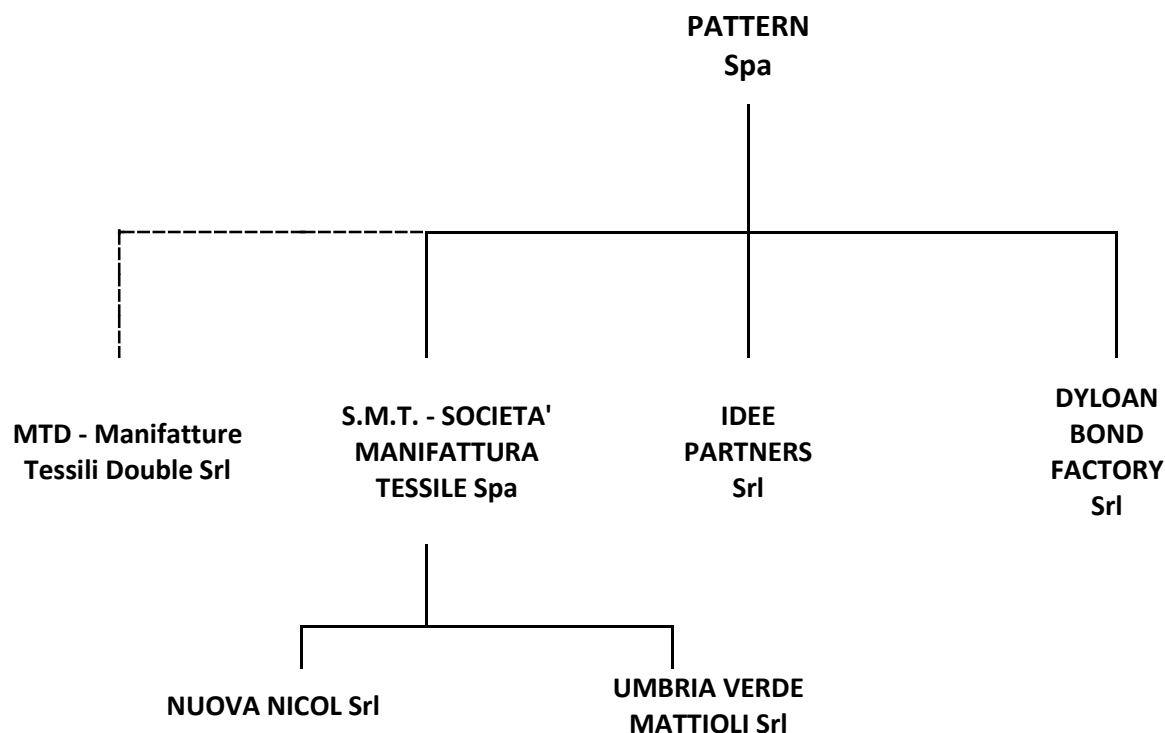 PATTERN
Spa
MTD - Manifatture
Tessili Double Srl
S.M.T. - SOCIETA'
MANIFATTURA
TESSILE Spa
IDEE
PARTNERS
Srl
DYLOAN
BOND
FACTORY
Srl
NUOVA NICOL Srl
UMBRIA VERDE
MATTIOLI Srl